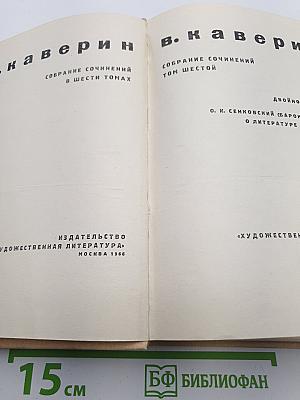 . каверин
СОБРАНИЕ СОЧИНЕНИЙ
В ШЕСТИ ТОМАХ
ИЗДАТЕЛЬСТВО
УДОЖЕСТВЕННАЯ ЛИТЕРАТУРА»
МОСКВА 1966
в. кавери
СОБРАНИЕ СОЧИНЕНИЙ
ТОМ ШЕСТОЙ
ДВОЙНО
О. И. СЕНКОВСКИЙ (БАРОН
О ЛИТЕРАТУРЕ
«ХУДОЖЕСТВЕН
15 см
БФ БИБЛИОФАН